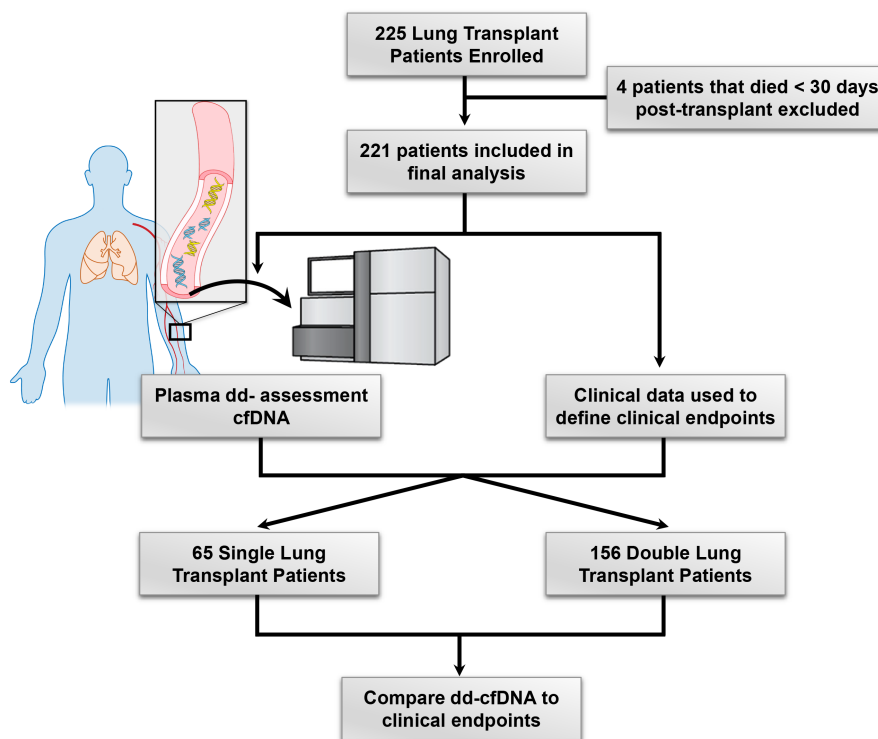 225 Lung Transplant
Patients Enrolled
4 patients that died < 30 days
post-transplant excluded
221 patients included in
final analysis
Plasma dd- assessment
cfDNA
Clinical data used to
define clinical endpoints
65 Single Lung
Transplant Patients
156 Double Lung
Transplant Patients
Compare dd-cfDNA to
clinical endpoints